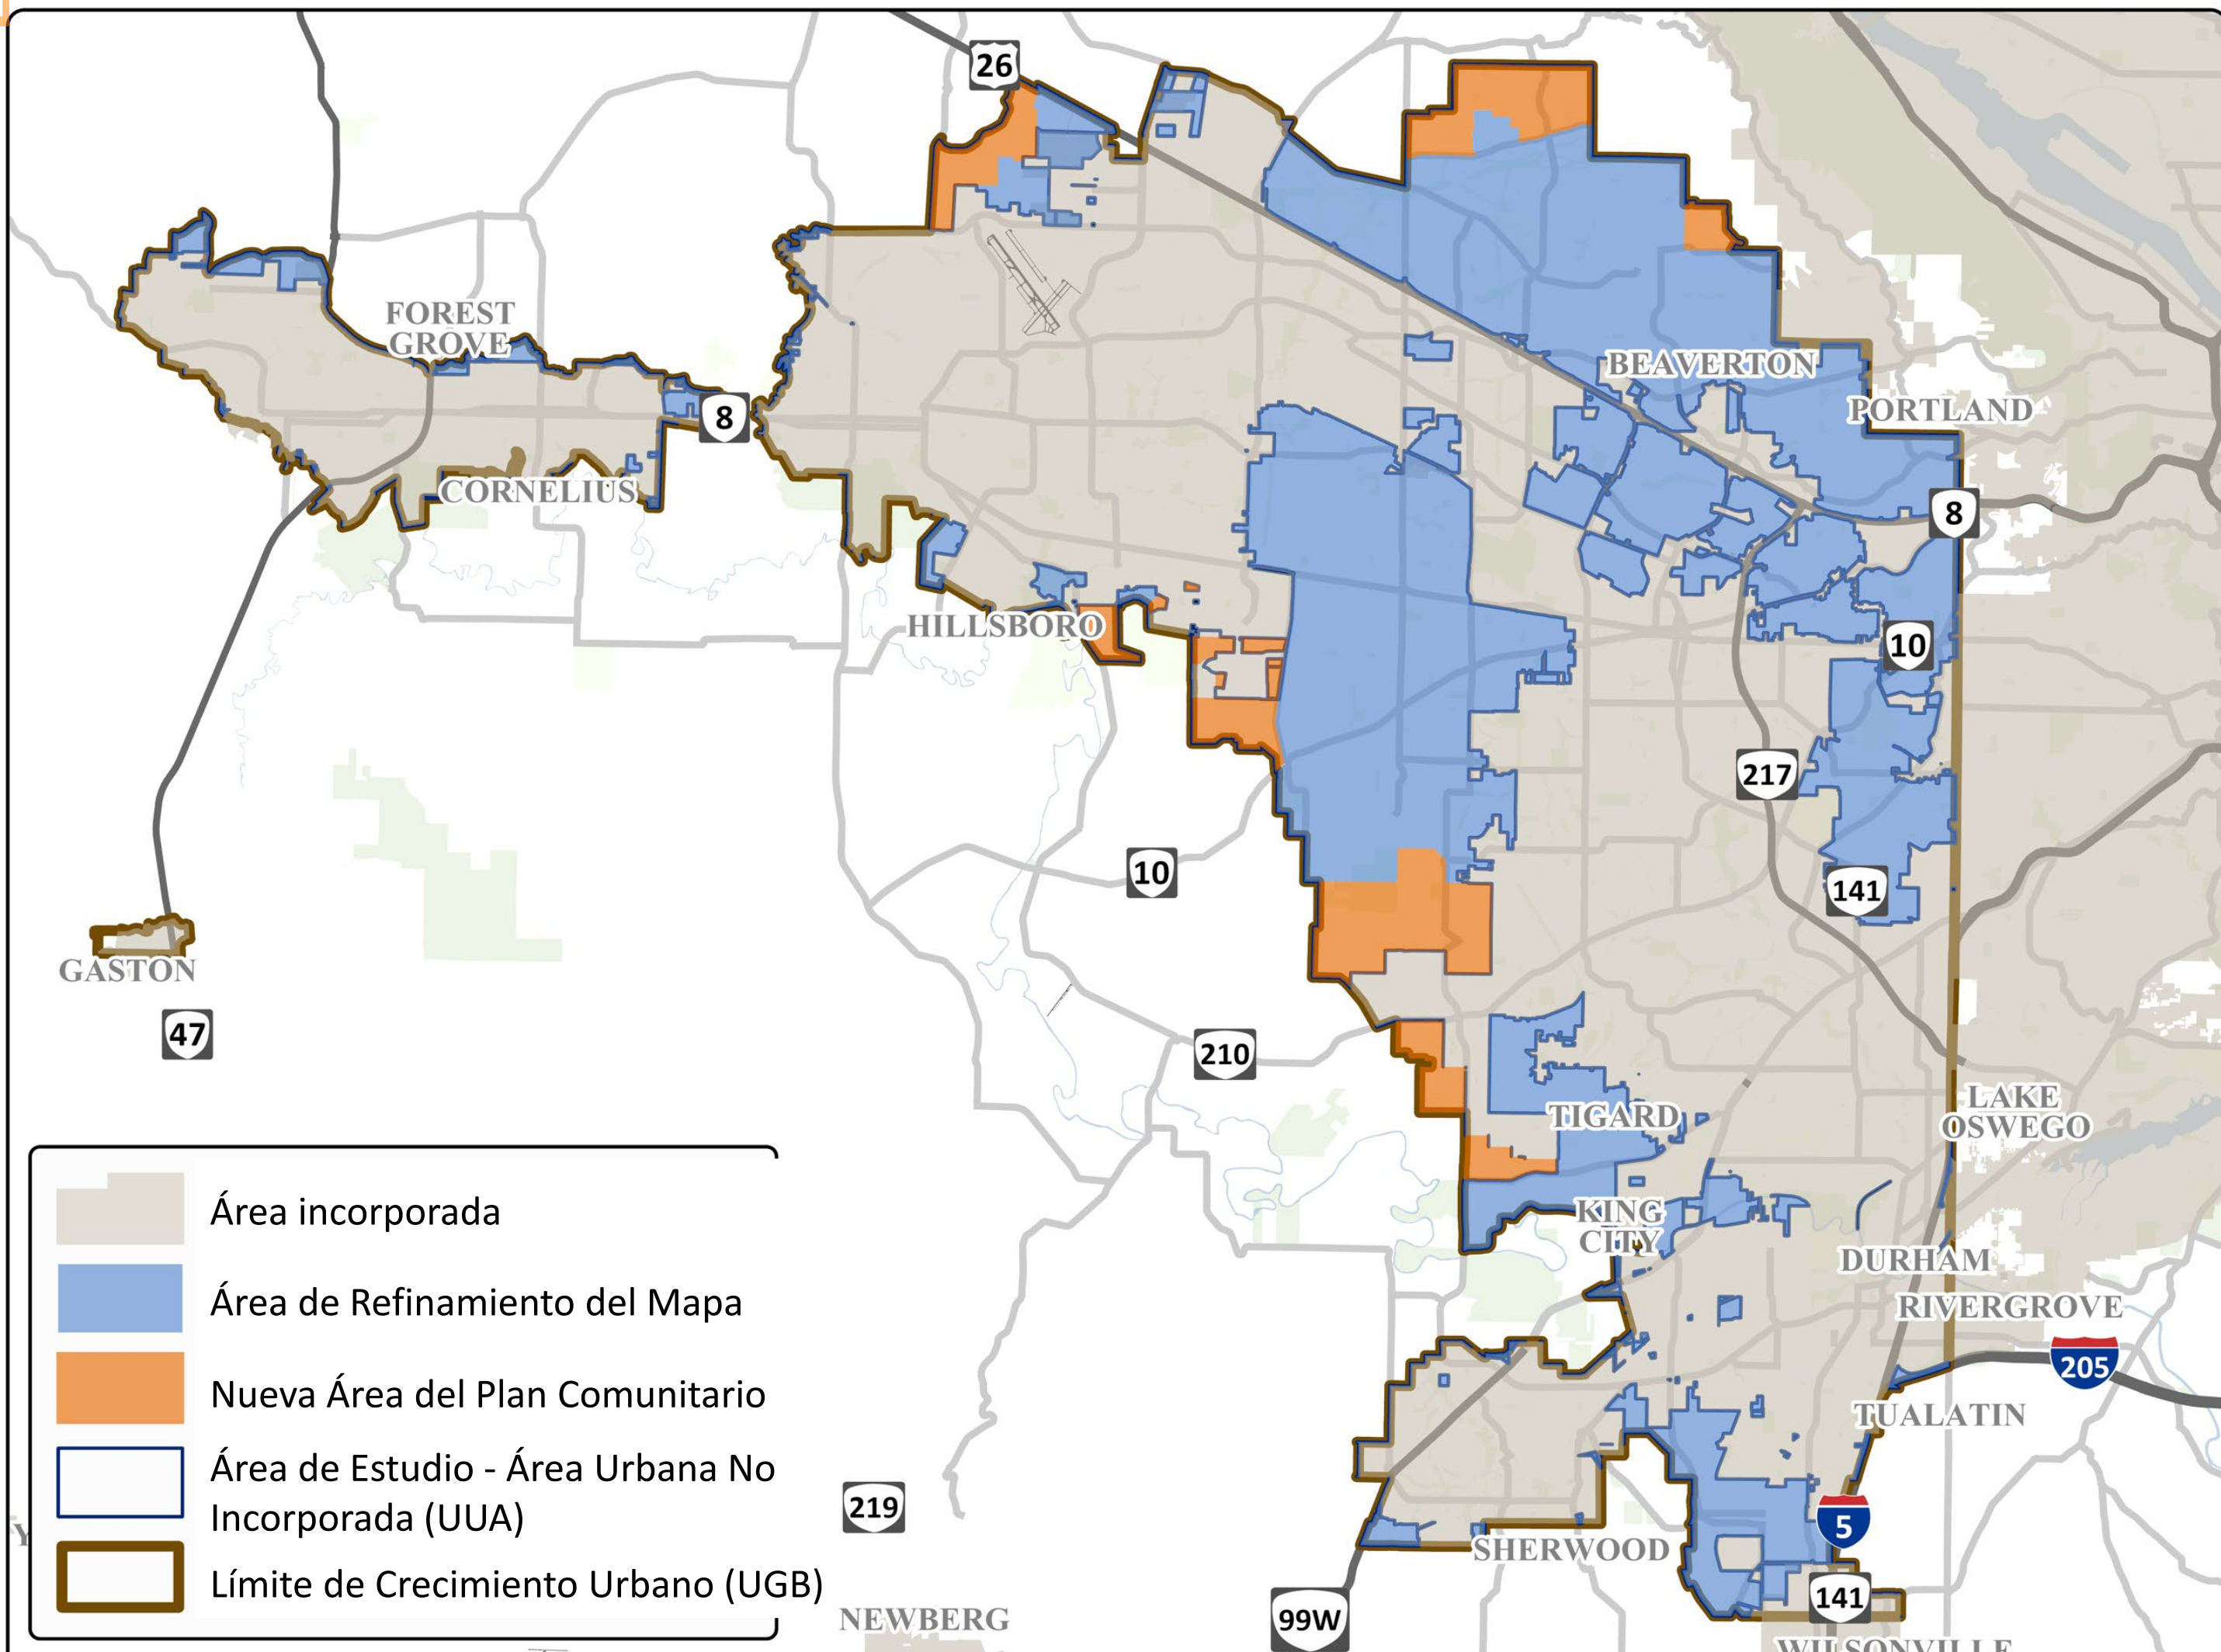 26
FOREST
GROVE
8
CORNELIUS
BEAVERTON
PORTLAND
8
HILLSBORO
10
217
10
141
GASTON
47
210
TIGARD
LAKE
OSWEGO
KING
CITY
DURHAM
RIVERGROVE
205
TUALATIN
219
5
SHERWOOD
141
99W
NEWBERG
WILSONVILLE
Área incorporada
Área de Refinamiento del Mapa
Nueva Área del Plan Comunitario
Área de Estudio - Área Urbana No
Incorporada (UUA)
Límite de Crecimiento Urbano (UGB)